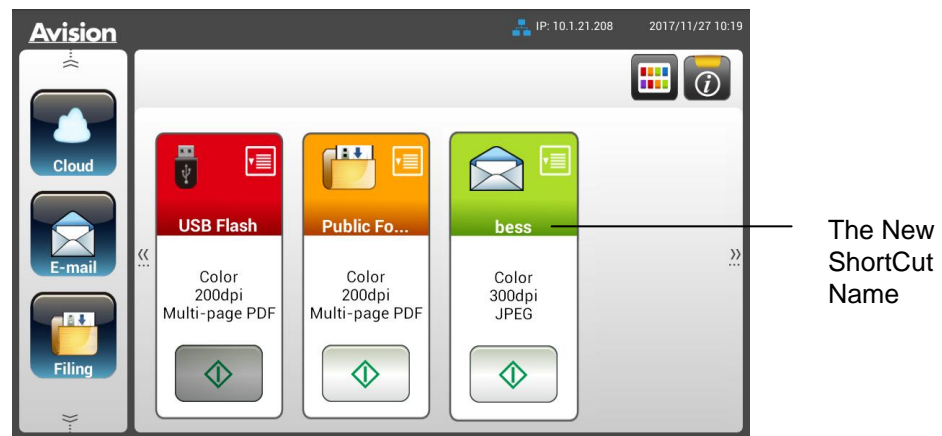 Avision
IP: 10.1.21.208
2017/11/27 10:19
Cloud
E-mail
Filing
USB Flash
Color
200dpi
Multi-page PDF
Public Fo...
Color
200dpi
Multi-page PDF
bess
Color
300dpi
JPEG
The New
ShortCut
Name